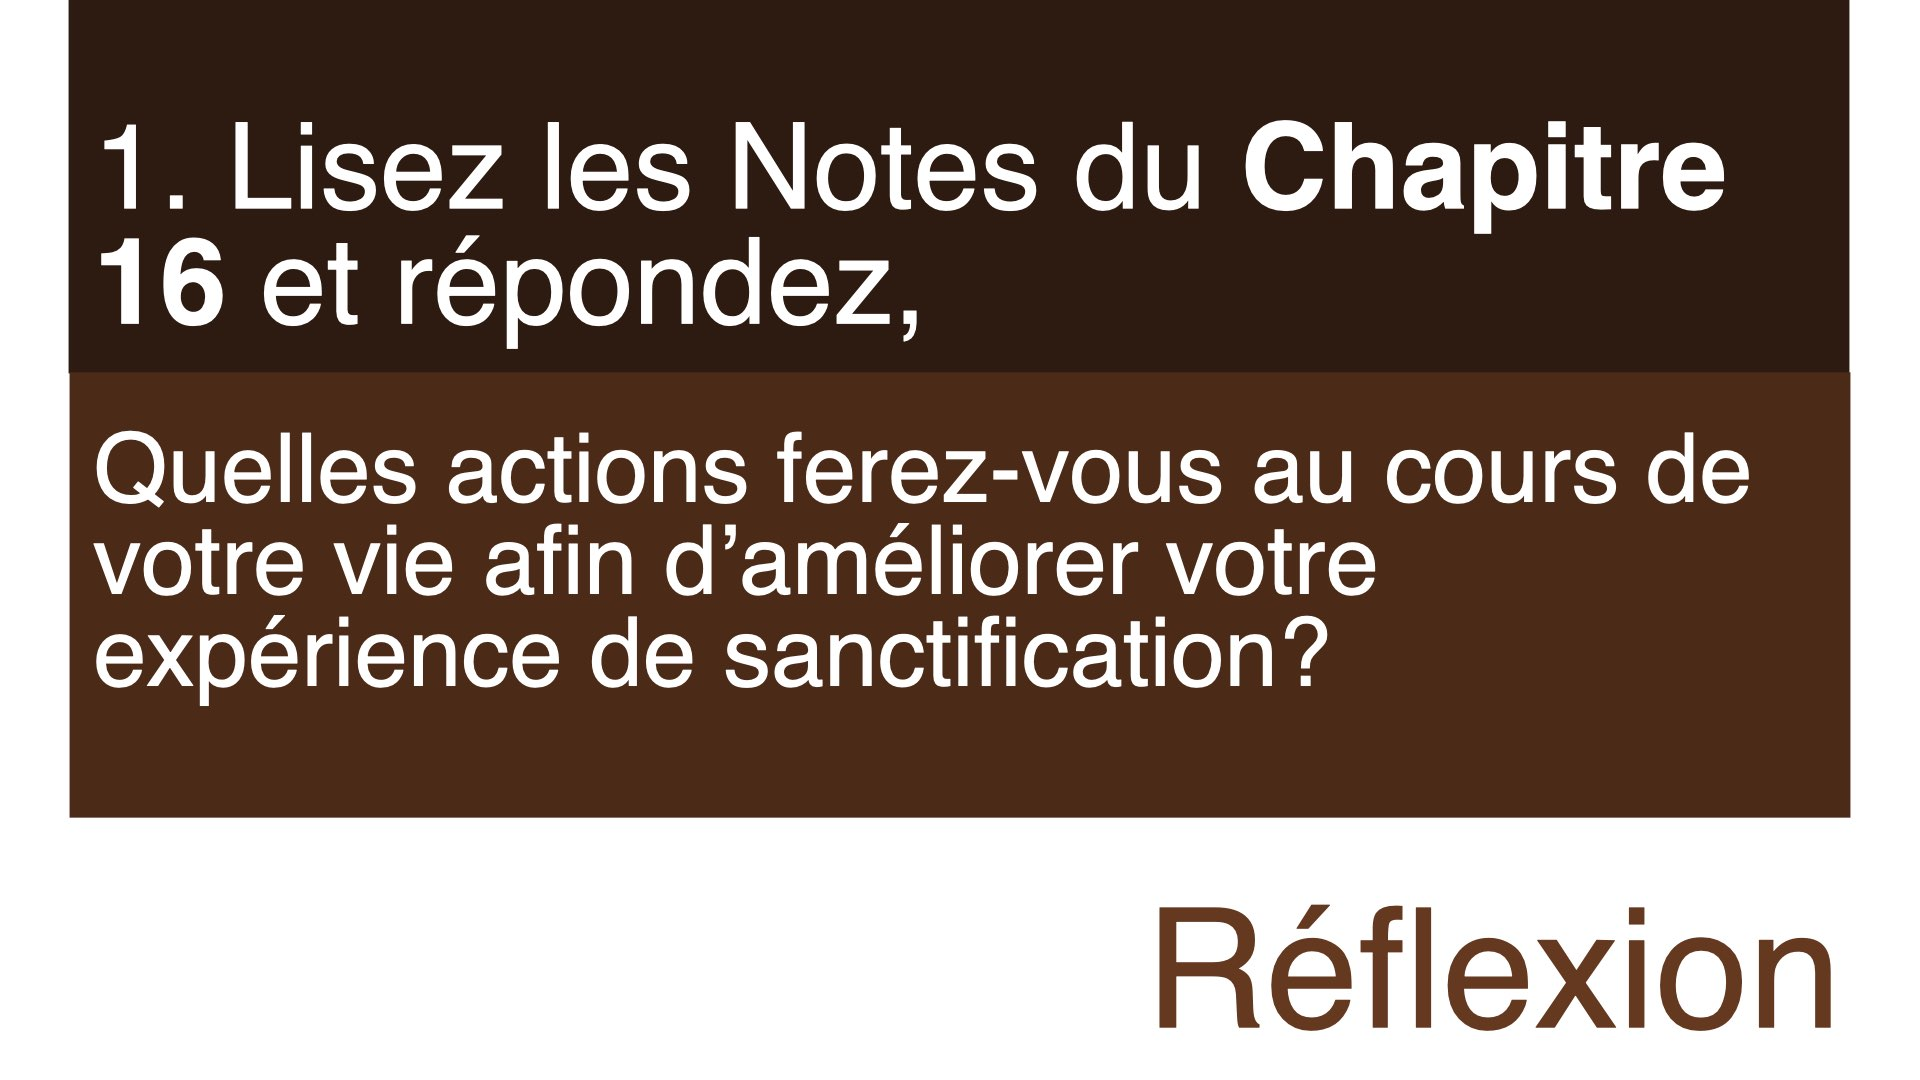 1. Lisez les Notes du Chapitre
16 et répondez,
Quelles actions ferez-vous au cours de
votre vie afin d’améliorer votre
expérience de sanctification?
Réflexion